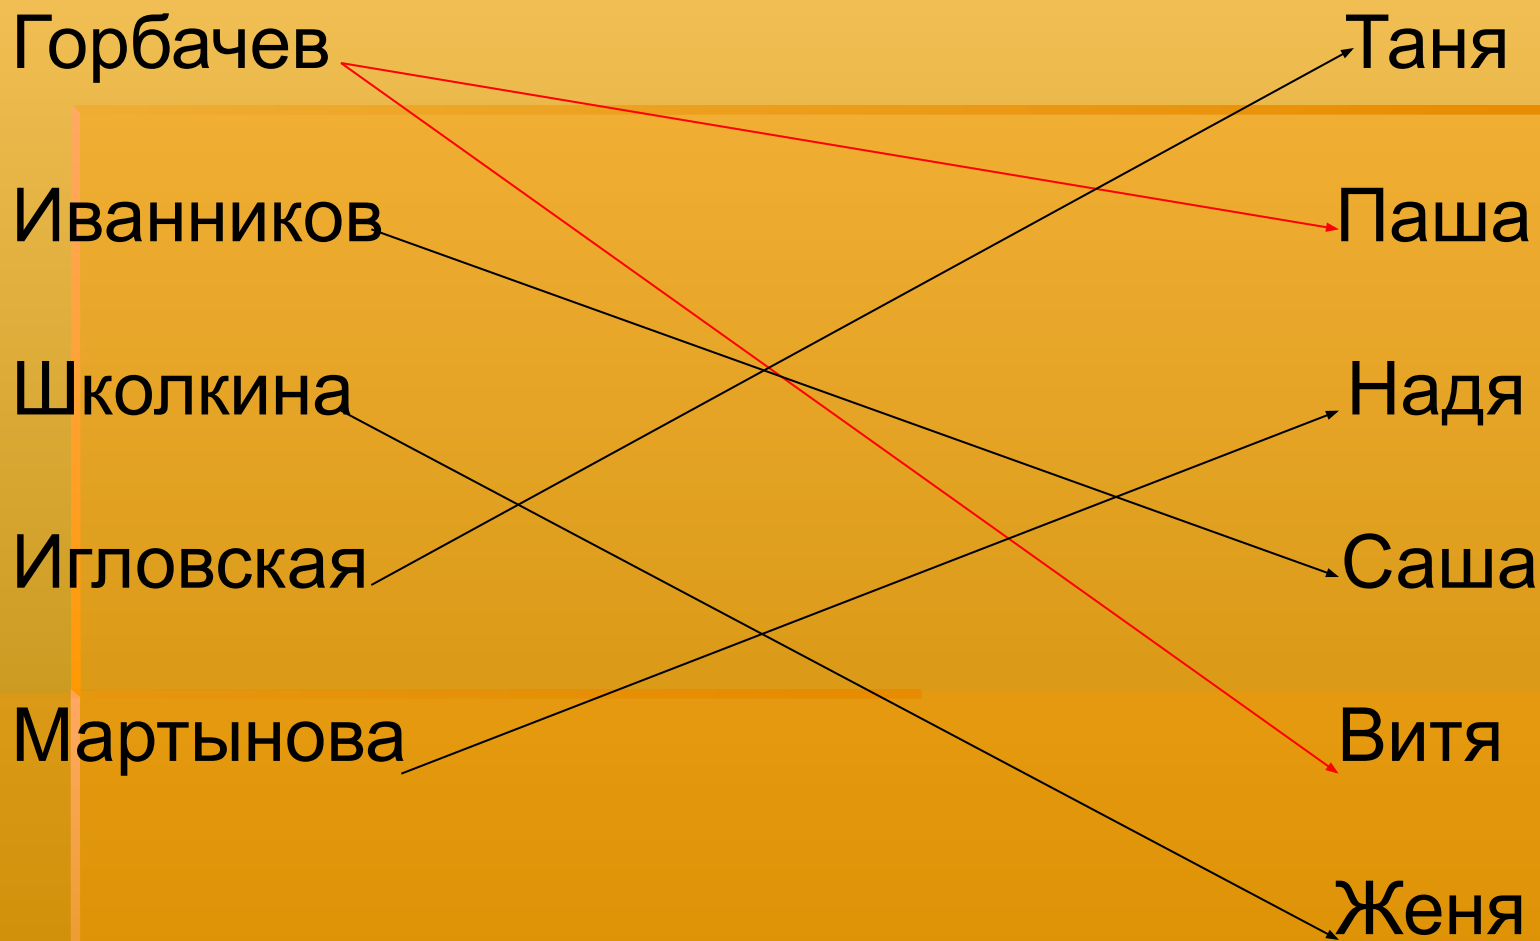 Горбачев Таня
Иванников Паша
Школкина Надя
Игловская Саша
Мартынова Витя
Женя